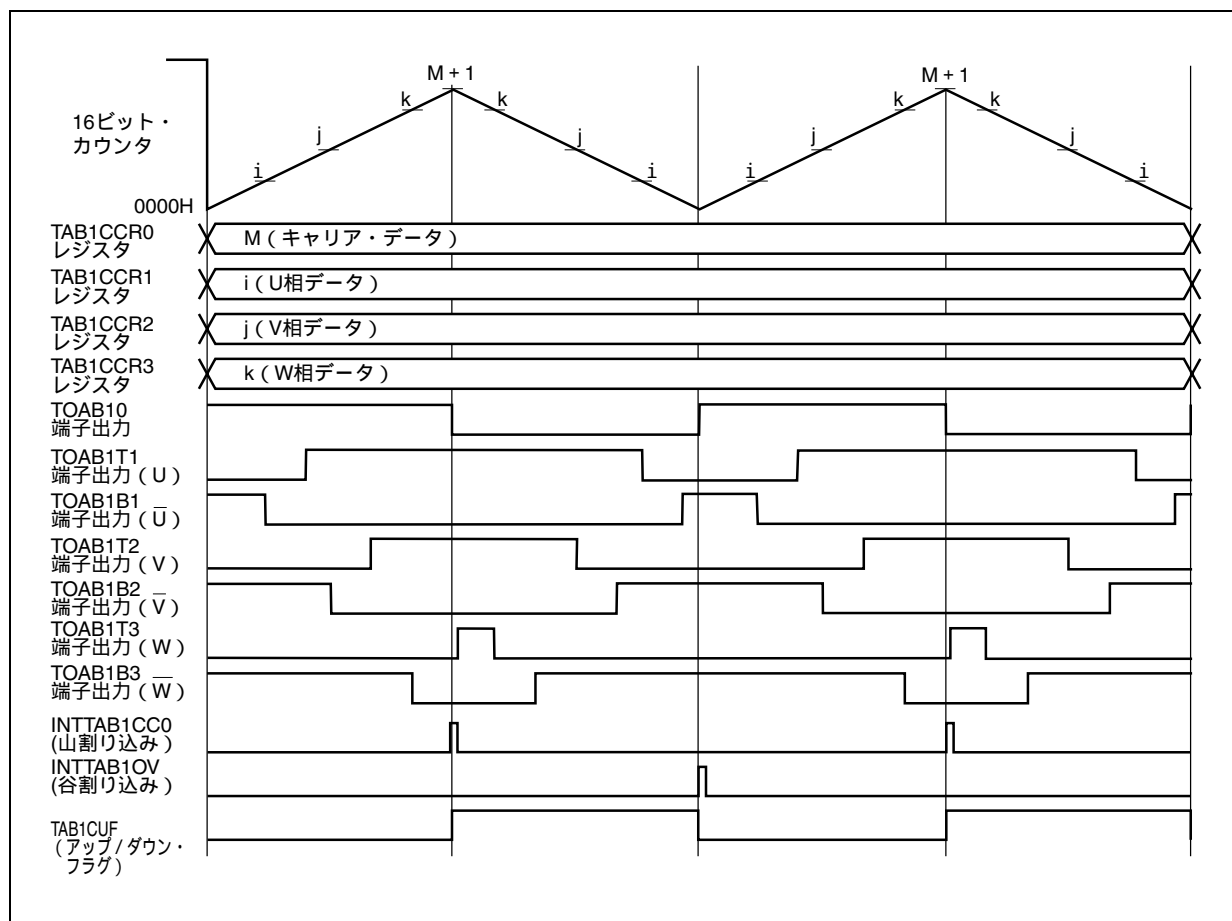 M + 1
M + 1
k
k
k
k
16ビット・
カウンタ
j
j
j
j
i
i
i
i
0000H
TAB1CCR0
レジスタ
M(キャリア・データ)
TAB1CCR1
レジスタ
i(U相データ)
TAB1CCR2
レジスタ
j(V相データ)
TAB1CCR3
レジスタ
k(W相データ)
TOAB10
端子出力
TOAB1T1
端子出力(U)
TOAB1B1
端子出力(U̅)
TOAB1T2
端子出力(V)
TOAB1B2
端子出力(V̅)
TOAB1T3
端子出力(W)
TOAB1B3
端子出力(W̅)
INTTAB1CC0
(山割り込み)
INTTAB1OV
(谷割り込み)
TAB1CUF
(アップ/ダウン・
フラグ)